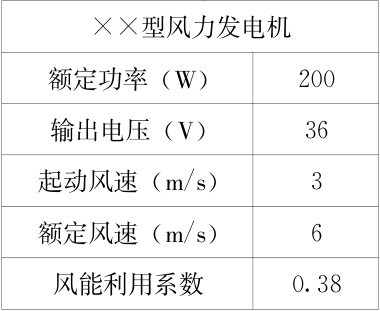 ××型风力发电机
额定功率（W） 200
输出电压（V） 36
起动风速（m/s） 3
额定风速（m/s） 6
风能利用系数 0.38